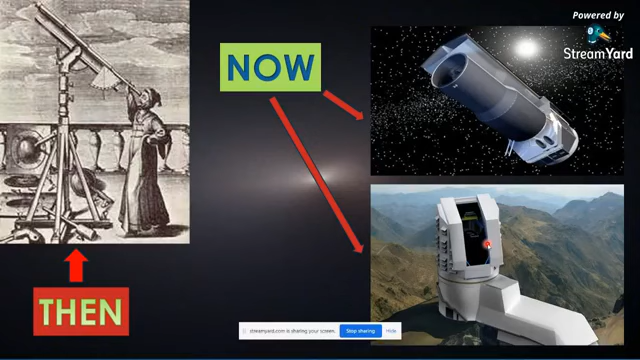 Powered by
StreamYard
NOW
THEN
streamyard.com is sharing your screen.
Stop sharing
Hide